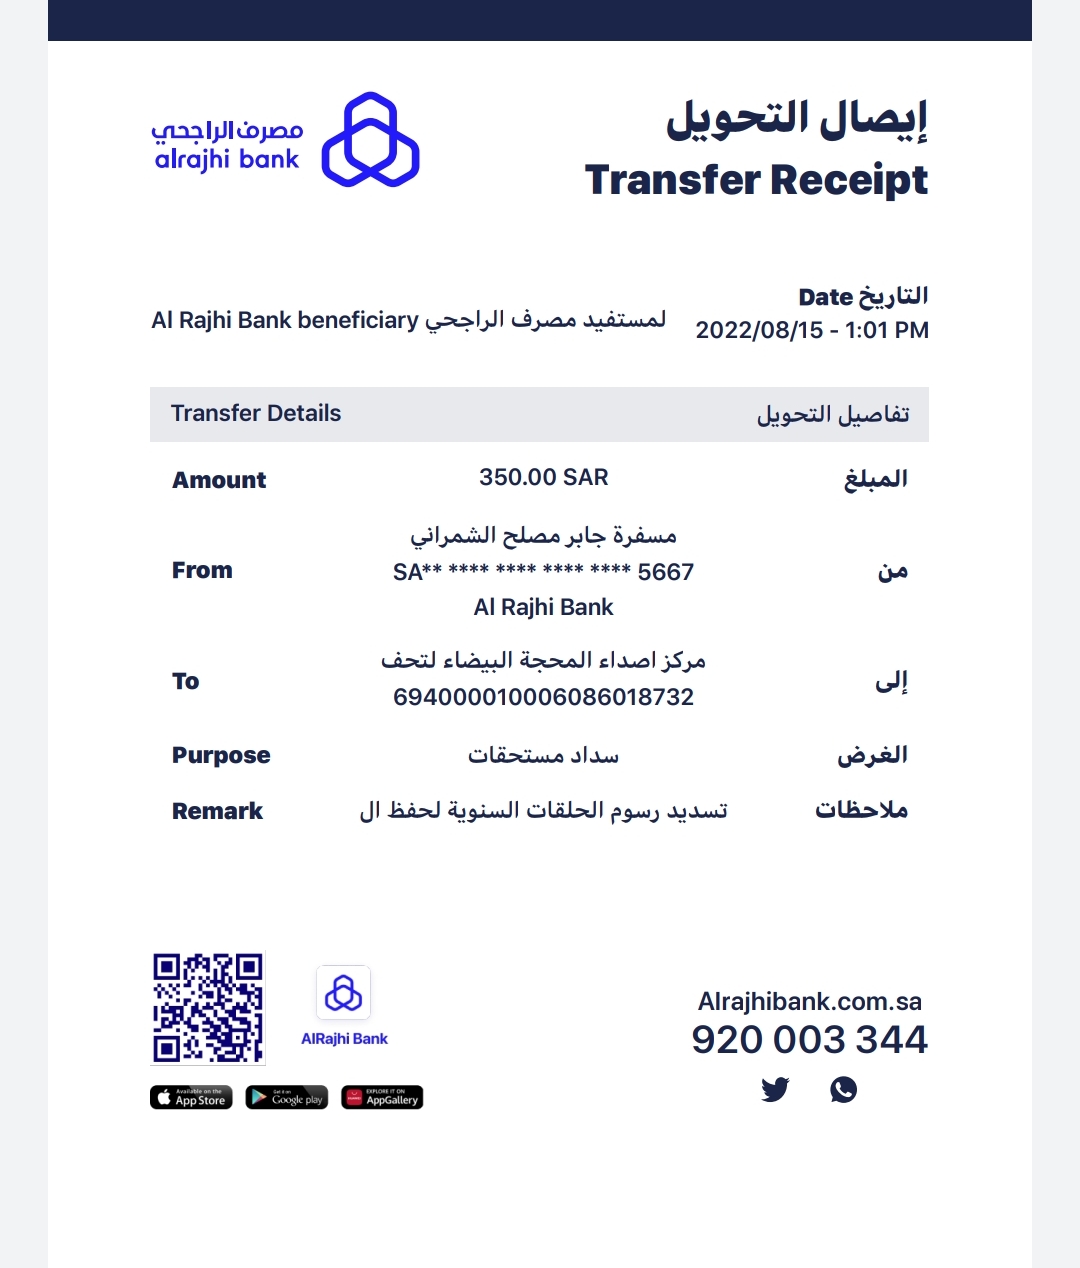 إيصال التحويل
Transfer Receipt
مصرف الراجحي
alrajhi bank
التاريخ Date
2022/08/15 - 1:01 PM
لمستفيد مصرف الراجحي Al Rajhi Bank beneficiary
Transfer Details تفاصيل التحويل
Amount 350.00 SAR المبلغ
مسفرة جابر مصلح الشمراني
From SA** **** **** **** **** 5667 من
Al Rajhi Bank
مركز اصداء المحجة البيضاء لتحف
To إلى
694000010006086018732
Purpose سداد مستحقات الغرض
Remark تسديد رسوم الحلقات السنوية لحفظ ال ملاحظات
AlRajhi Bank
Available on the App Store
Get it on Google play
EXPLORE IT ON AppGallery
Alrajhibank.com.sa
920 003 344